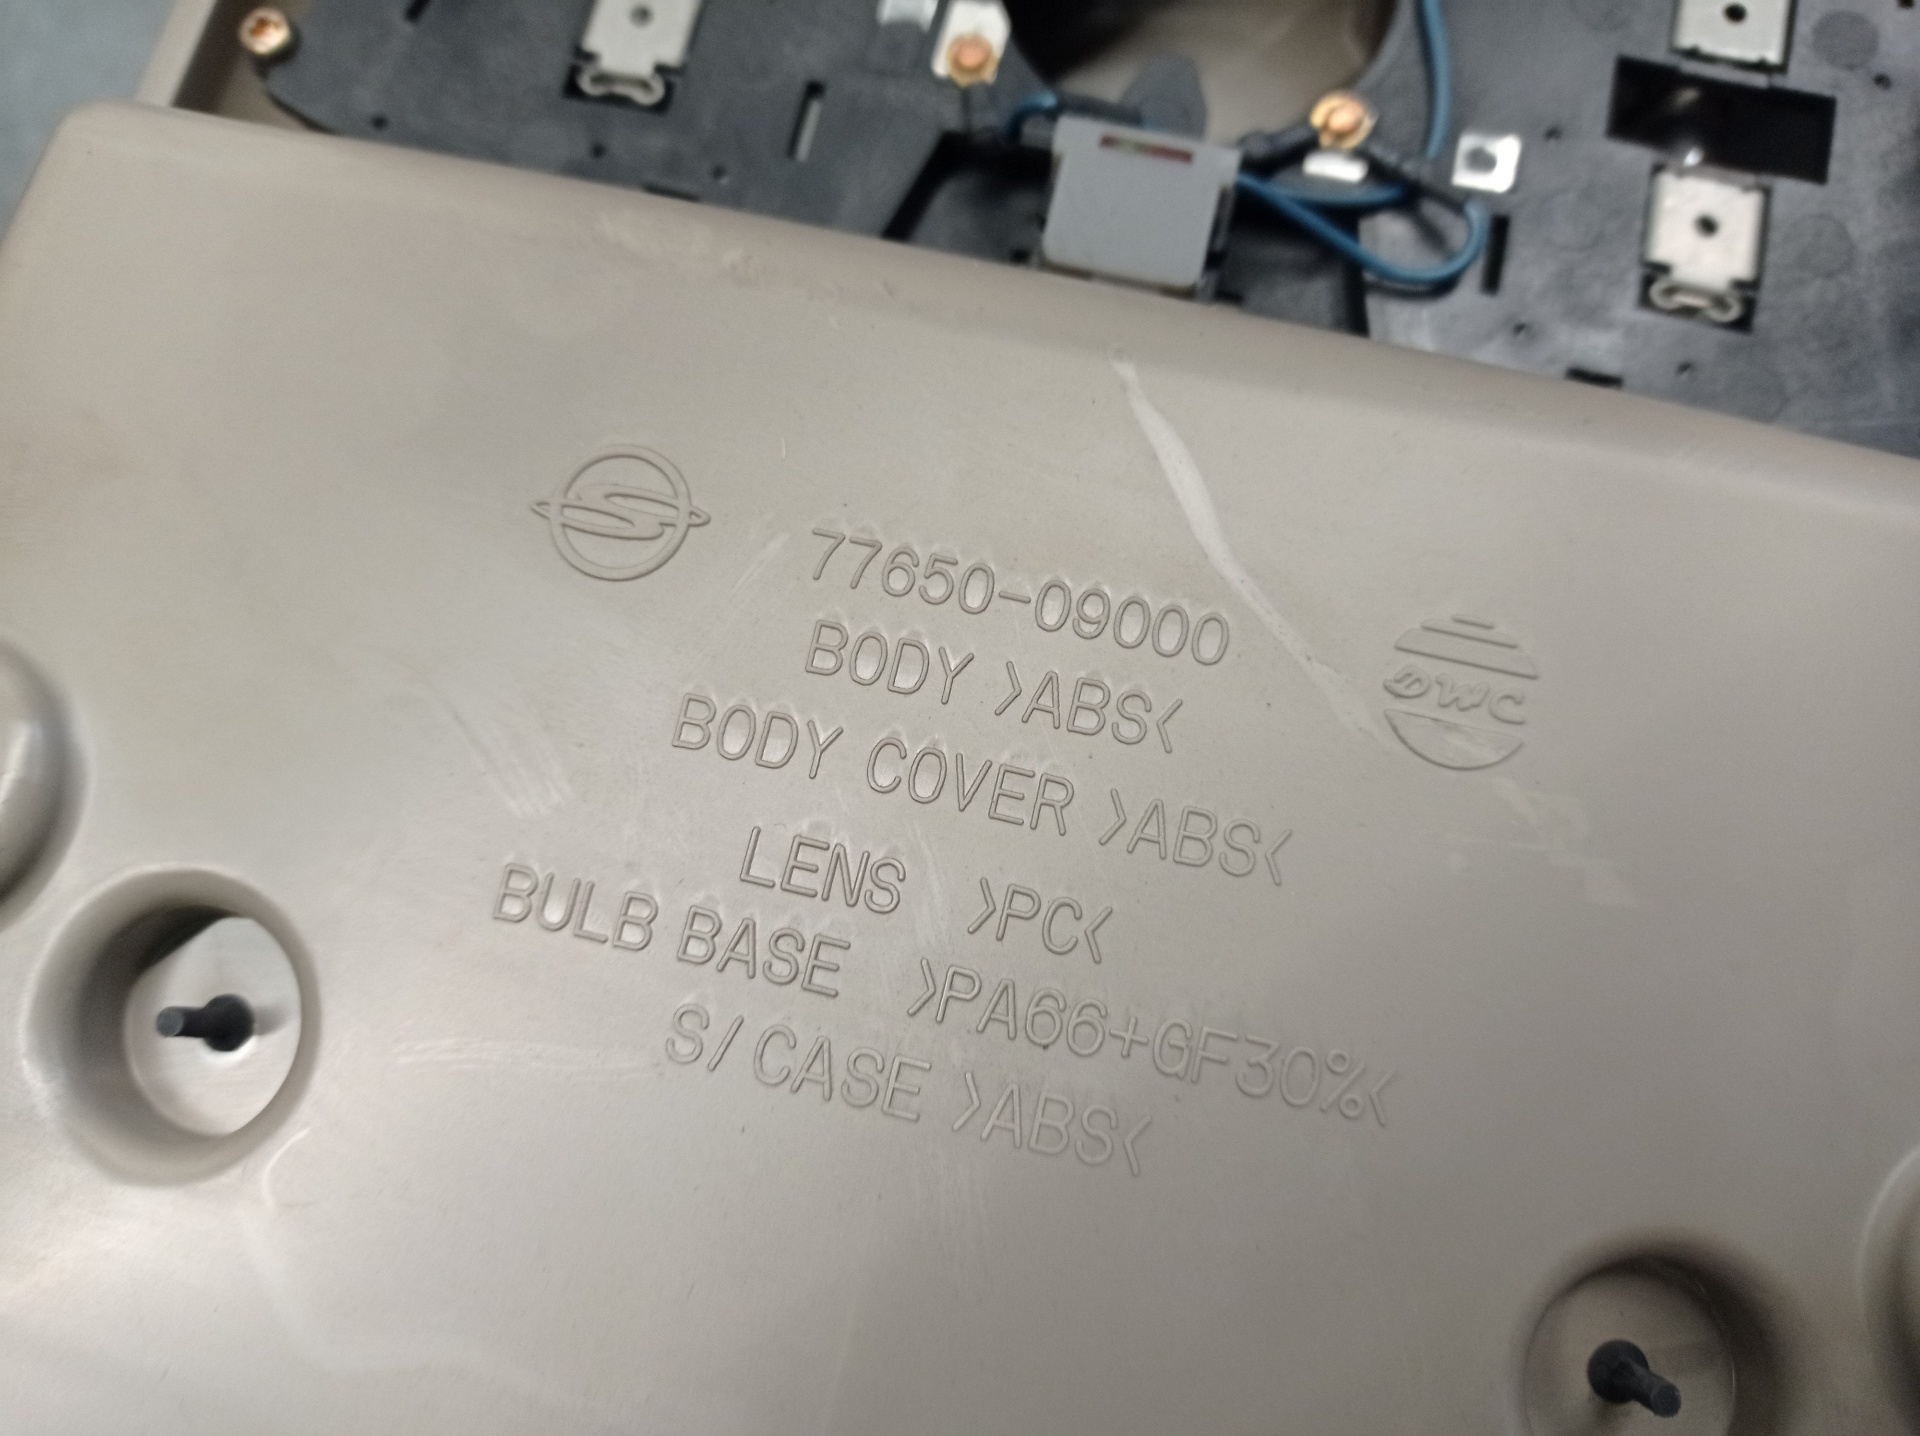 77650-09000
BODY >ABS<
BODY COVER >ABS<
LENS >PC<
BULB BASE >PA66+GF30%<
S/CASE >ABS<
DWC